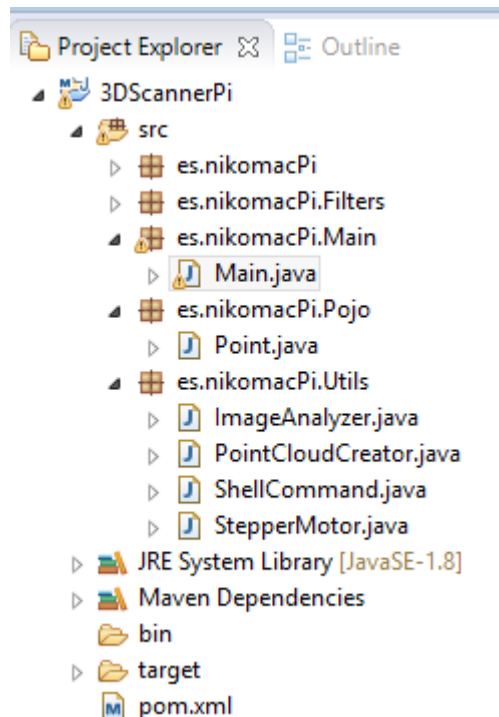 Project Explorer Outline
3DScannerPi
src
es.nikomacPi
es.nikomacPi.Filters
es.nikomacPi.Main
Main.java
es.nikomacPi.Pojo
Point.java
es.nikomacPi.Utils
ImageAnalyzer.java
PointCloudCreator.java
ShellCommand.java
StepperMotor.java
JRE System Library [JavaSE-1.8]
Maven Dependencies
bin
target
pom.xml